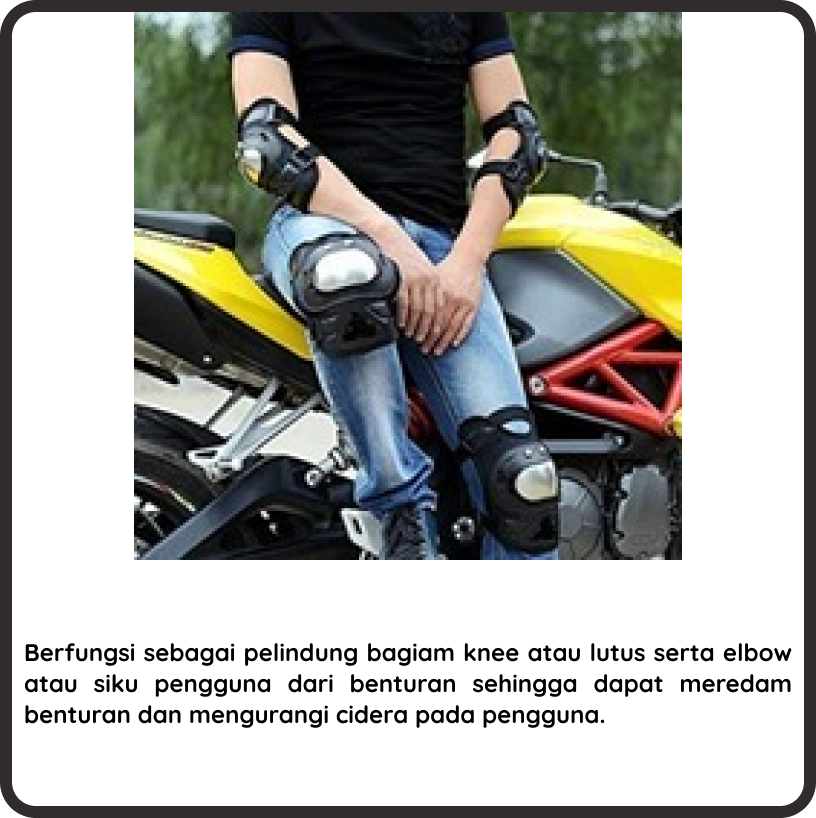 Berfungsi sebagai pelindung bagiam knee atau lutus serta elbow
atau siku pengguna dari benturan sehingga dapat meredam
benturan dan mengurangi cidera pada pengguna.